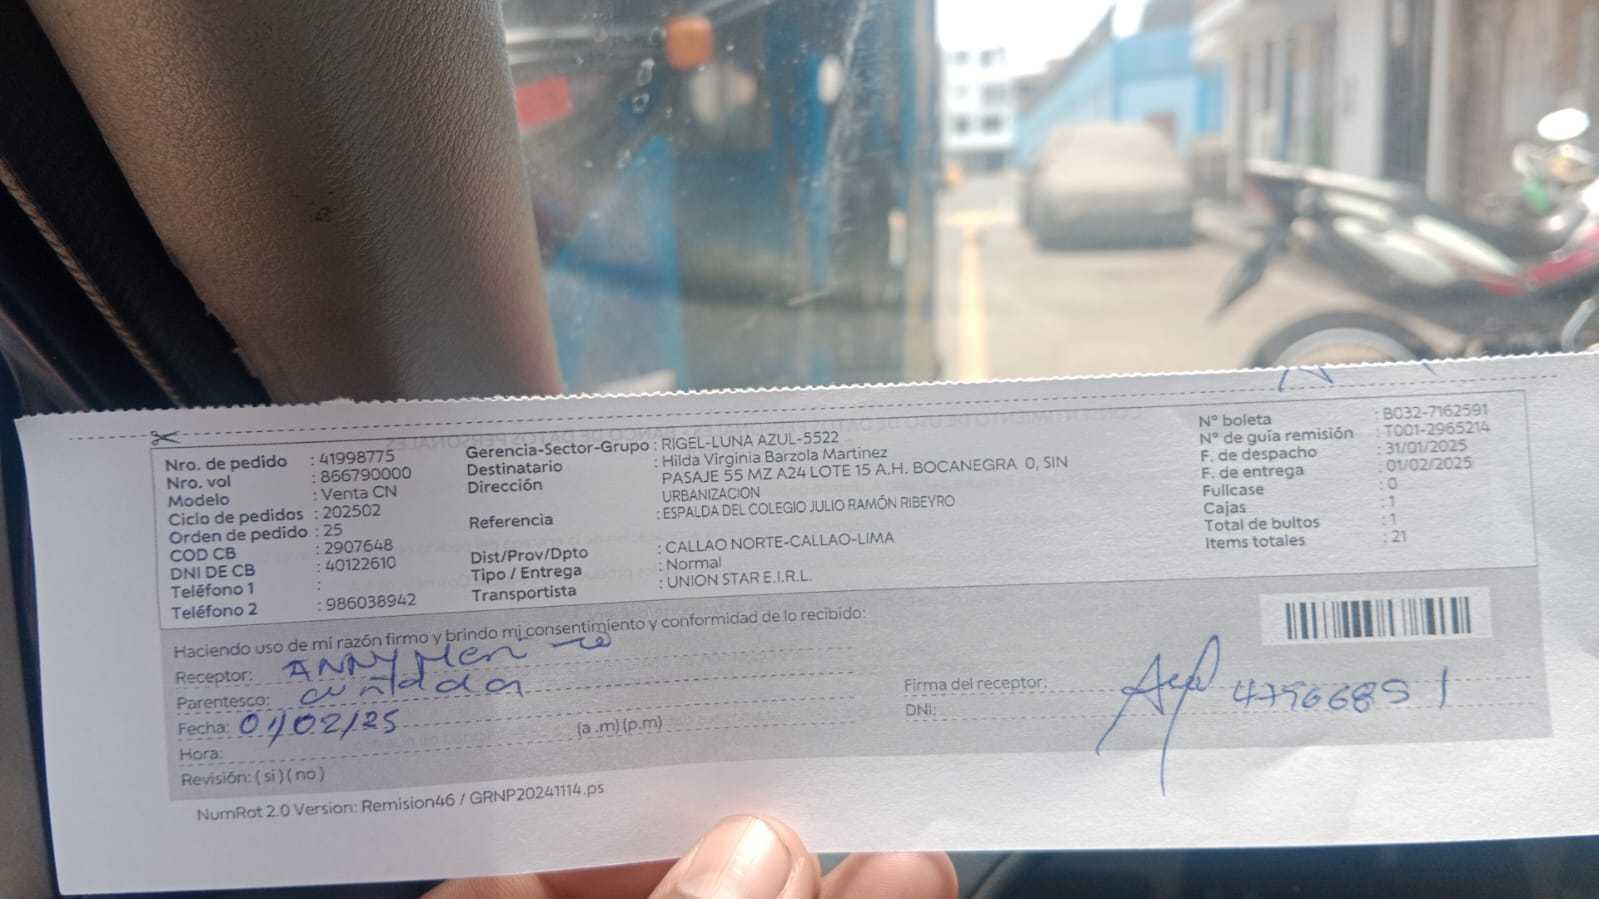 Nro. de pedido : 41998775
Nro. vol : 866790000
Modelo : Venta CN
Ciclo de pedidos : 202502
Orden de pedido : 25
COD CB : 2907648
DNI DE CB : 40122610
Teléfono 1 :
Teléfono 2 : 986038942
Gerencia-Sector-Grupo : RIGEL-LUNA AZUL-5522
Destinatario : Hilda Virginia Barzola Martinez
Dirección PASAJE 55 MZ A24 LOTE 15 A.H. BOCANEGRA 0, SIN
URBANIZACION
Referencia : ESPALDA DEL COLEGIO JULIO RAMÓN RIBEYRO
Dist/Prov/Dpto : CALLAO NORTE-CALLAO-LIMA
Tipo / Entrega : Normal
Transportista : UNION STAR E.I.R.L.
N° boleta : B032-7162591
N° de guía remisión : T001-2965214
F. de despacho : 31/01/2025
F. de entrega : 01/02/2025
Fullcase : 0
Cajas : 1
Total de bultos : 1
Items totales : 21
Haciendo uso de mi razón firmo y brindo mi consentimiento y conformidad de lo recibido:
Receptor: ANNY
Parentesco: cuñada
Fecha: 01/02/25
Hora: (a .m) (p.m)
Revisión: ( si ) ( no )
Firma del receptor:
DNI:
NumRot 2.0 Version: Remision46 / GRNP20241114.ps